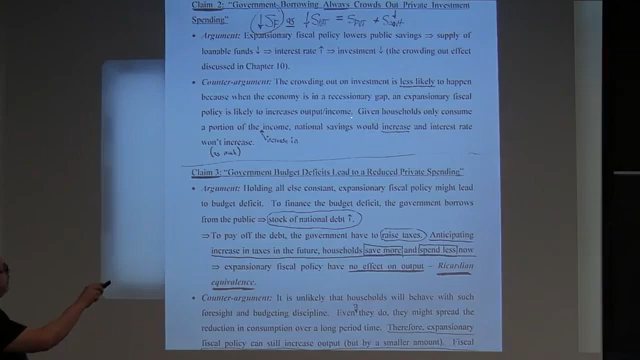 Claim 2: "Government Borrowing Always Crowds Out Private Investment
Spending" (↓ SF) as ↓ SNAT = SPVT + SGOVT↓
• Argument: Expansionary fiscal policy lowers public savings ⇒ supply of
loanable funds ↓ ⇒ interest rate ↑ ⇒ investment ↓ (the crowding out effect
discussed in Chapter 10).
• Counter-argument: The crowding out on investment is less likely to happen
because when the economy is in a recessionary gap, an expansionary fiscal
policy is likely to increases output/income. Given households only consume
a portion of the income, national savings would increase and interest rate
increase in
won't increase.
Claim 3: "Government Budget Deficits Lead to a Reduced Private Spending"
• Argument: Holding all else constant, expansionary fiscal policy might lead to
budget deficit. To finance the budget deficit, the government borrows
from the public ⇒ stock of national debt ↑.
⇒ To pay off the debt, the government have to raise taxes. Anticipating
increase in taxes in the future, households save more and spend less now
⇒ expansionary fiscal policy have no effect on output – Ricardian
equivalence.
• Counter-argument: It is unlikely that households will behave with such
foresight and budgeting discipline. Even they do, they might spread the
reduction in consumption over a long period time. Therefore, expansionary
fiscal policy can still increase output (but by a smaller amount). Fiscal